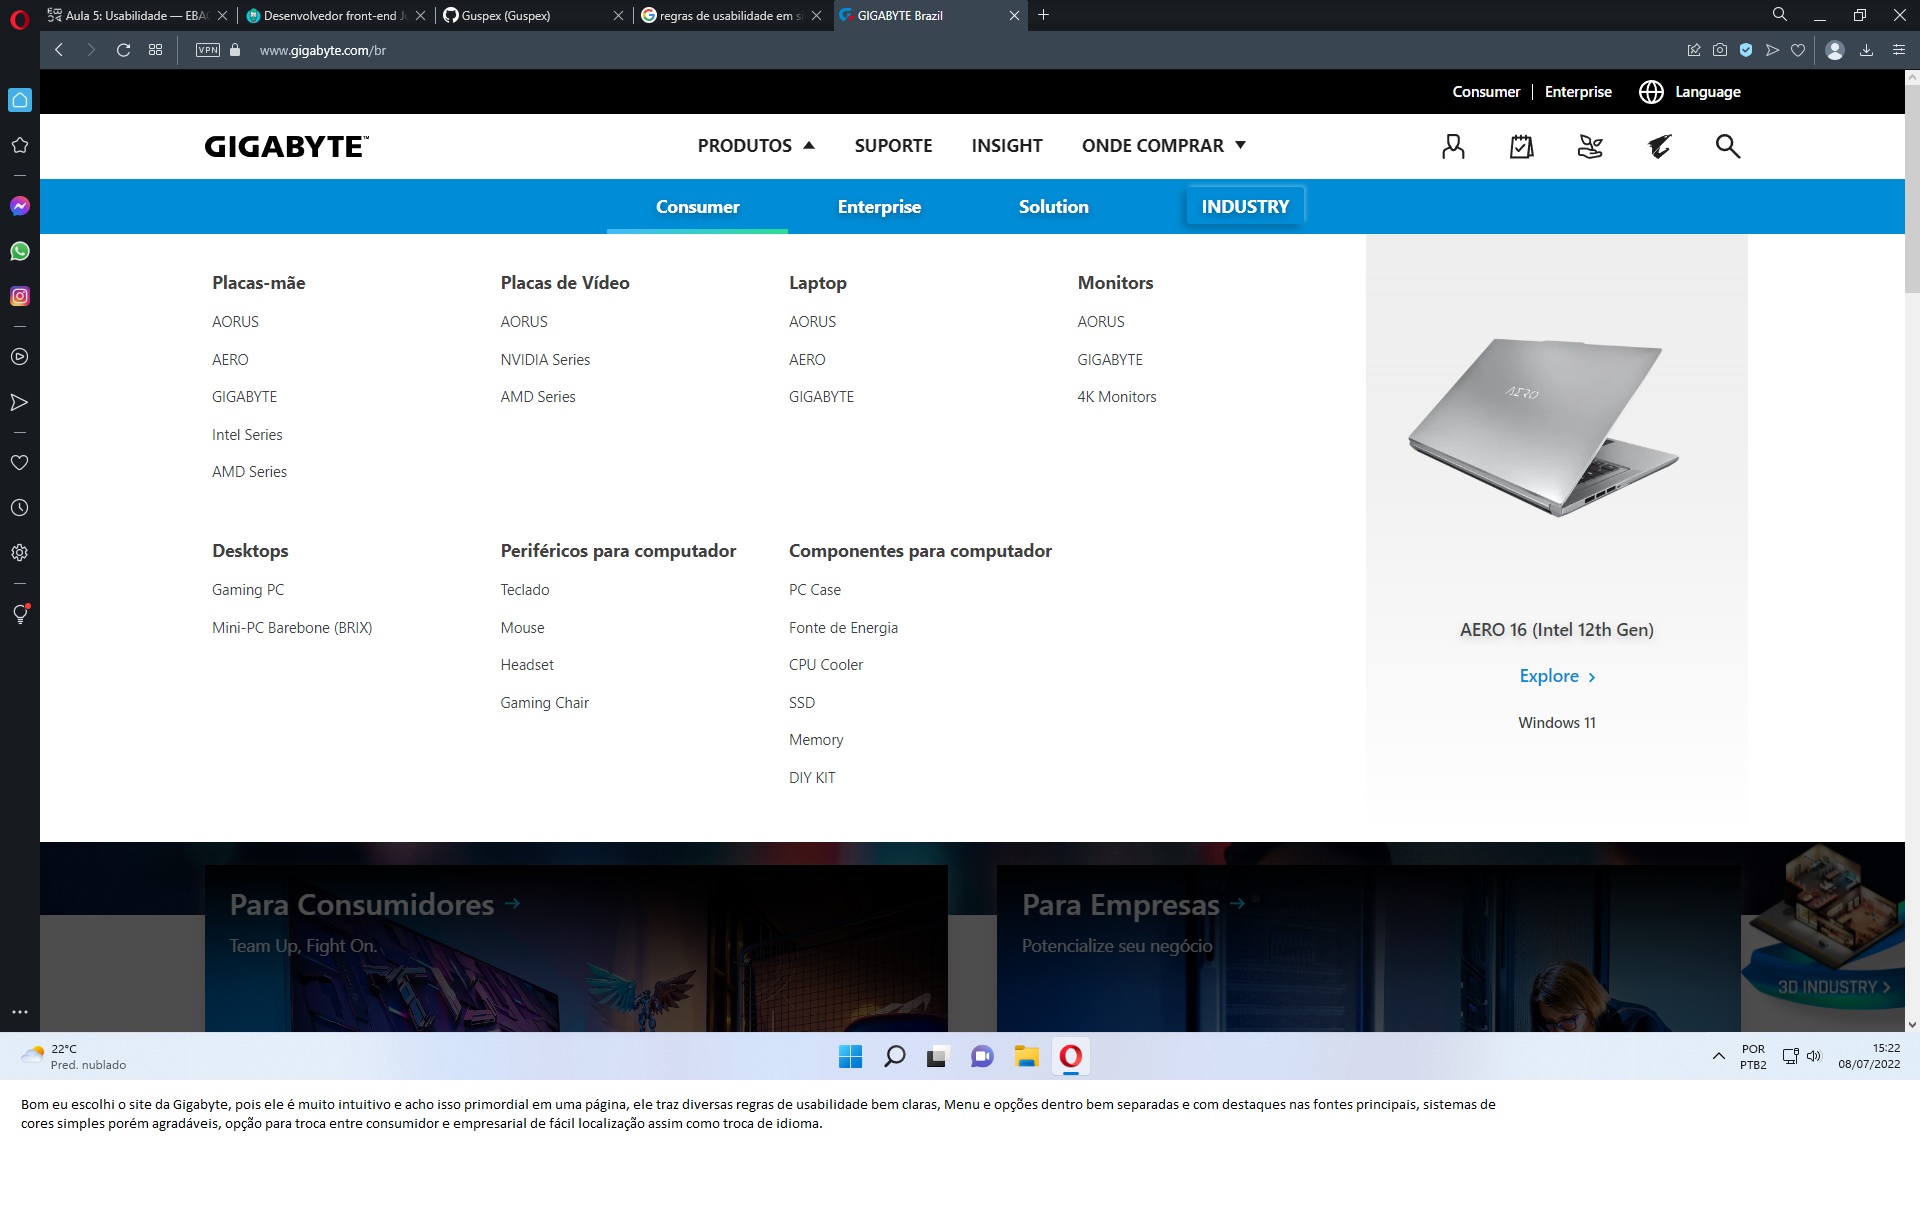 Aula 5: Usabilidade — EBAC
Desenvolvedor front-end J
Guspex (Guspex)
regras de usabilidade em si
GIGABYTE Brazil
VPN
www.gigabyte.com/br
Consumer
Enterprise
Language
GIGABYTE™
PRODUTOS
SUPORTE
INSIGHT
ONDE COMPRAR
Consumer
Enterprise
Solution
INDUSTRY
Placas-mãe
AORUS
AERO
GIGABYTE
Intel Series
AMD Series
Placas de Vídeo
AORUS
NVIDIA Series
AMD Series
Laptop
AORUS
AERO
GIGABYTE
Monitors
AORUS
GIGABYTE
4K Monitors
Desktops
Gaming PC
Mini-PC Barebone (BRIX)
Periféricos para computador
Teclado
Mouse
Headset
Gaming Chair
Componentes para computador
PC Case
Fonte de Energia
CPU Cooler
SSD
Memory
DIY KIT
AERO
AERO 16 (Intel 12th Gen)
Explore ›
Windows 11
Para Consumidores →
Team Up, Fight On.
Para Empresas →
Potencialize seu negócio
3D INDUSTRY ›
22°C
Pred. nublado
POR
PTB2
15:22
08/07/2022
Bom eu escolhi o site da Gigabyte, pois ele é muito intuitivo e acho isso primordial em uma página, ele traz diversas regras de usabilidade bem claras, Menu e opções dentro bem separadas e com destaques nas fontes principais, sistemas de
cores simples porém agradáveis, opção para troca entre consumidor e empresarial de fácil localização assim como troca de idioma.